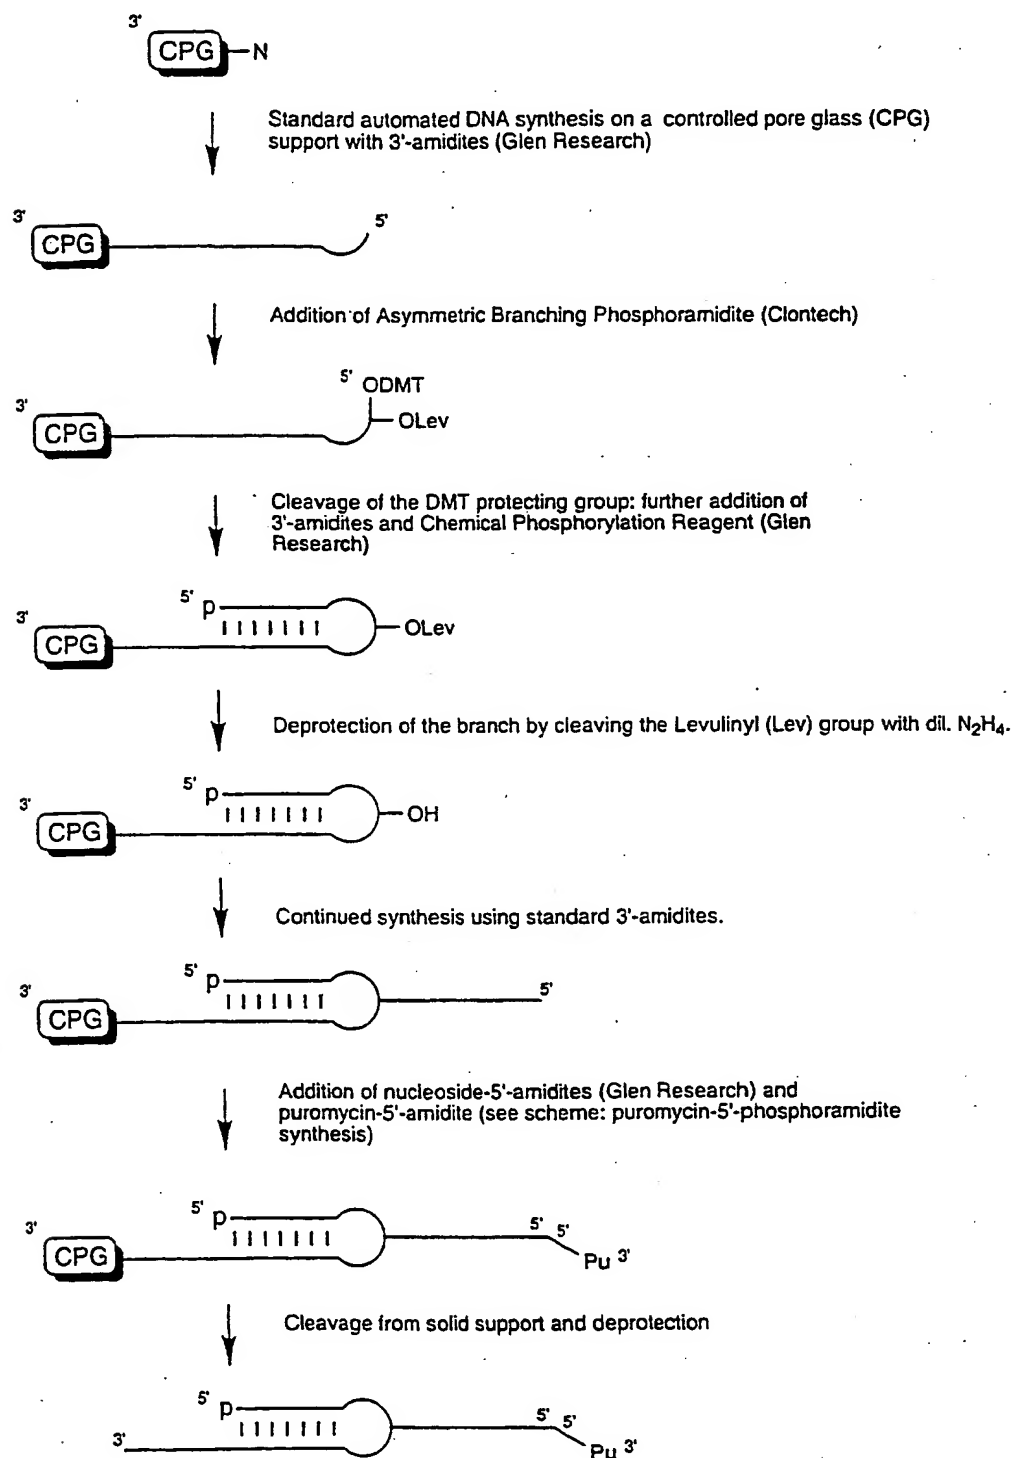 3'
CPG N
Standard automated DNA synthesis on a controlled pore glass (CPG)
support with 3'-amidites (Glen Research)
3' 5'
CPG
Addition of Asymmetric Branching Phosphoramidite (Clontech)
5' ODMT
3' OLev
CPG
Cleavage of the DMT protecting group: further addition of
3'-amidites and Chemical Phosphorylation Reagent (Glen
Research)
5' p
3' OLev
CPG
Deprotection of the branch by cleaving the Levulinyl (Lev) group with dil. N₂H₄.
5' p
3' OH
CPG
Continued synthesis using standard 3'-amidites.
5' p
3' 5'
CPG
Addition of nucleoside-5'-amidites (Glen Research) and
puromycin-5'-amidite (see scheme: puromycin-5'-phosphoramidite
synthesis)
5' p
3' 5' 5'
CPG Pu 3'
Cleavage from solid support and deprotection
5' p 5' 5'
3' Pu 3'